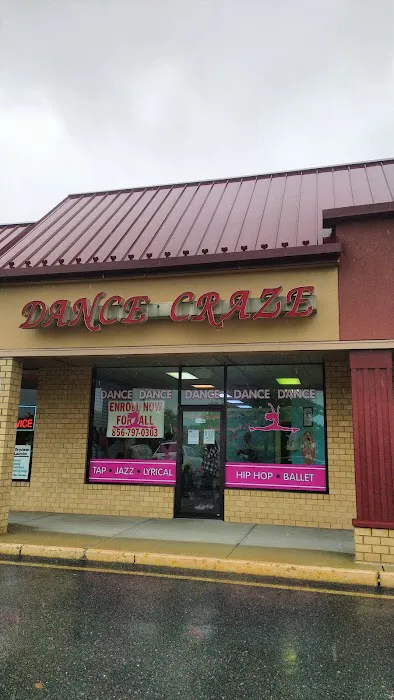 DANCE CRAZE
DANCE DANCE DANCE DANCE DANCE
ENROLL NOW
FOR ALL
856-797-0303
TAP • JAZZ • LYRICAL
HIP HOP • BALLET